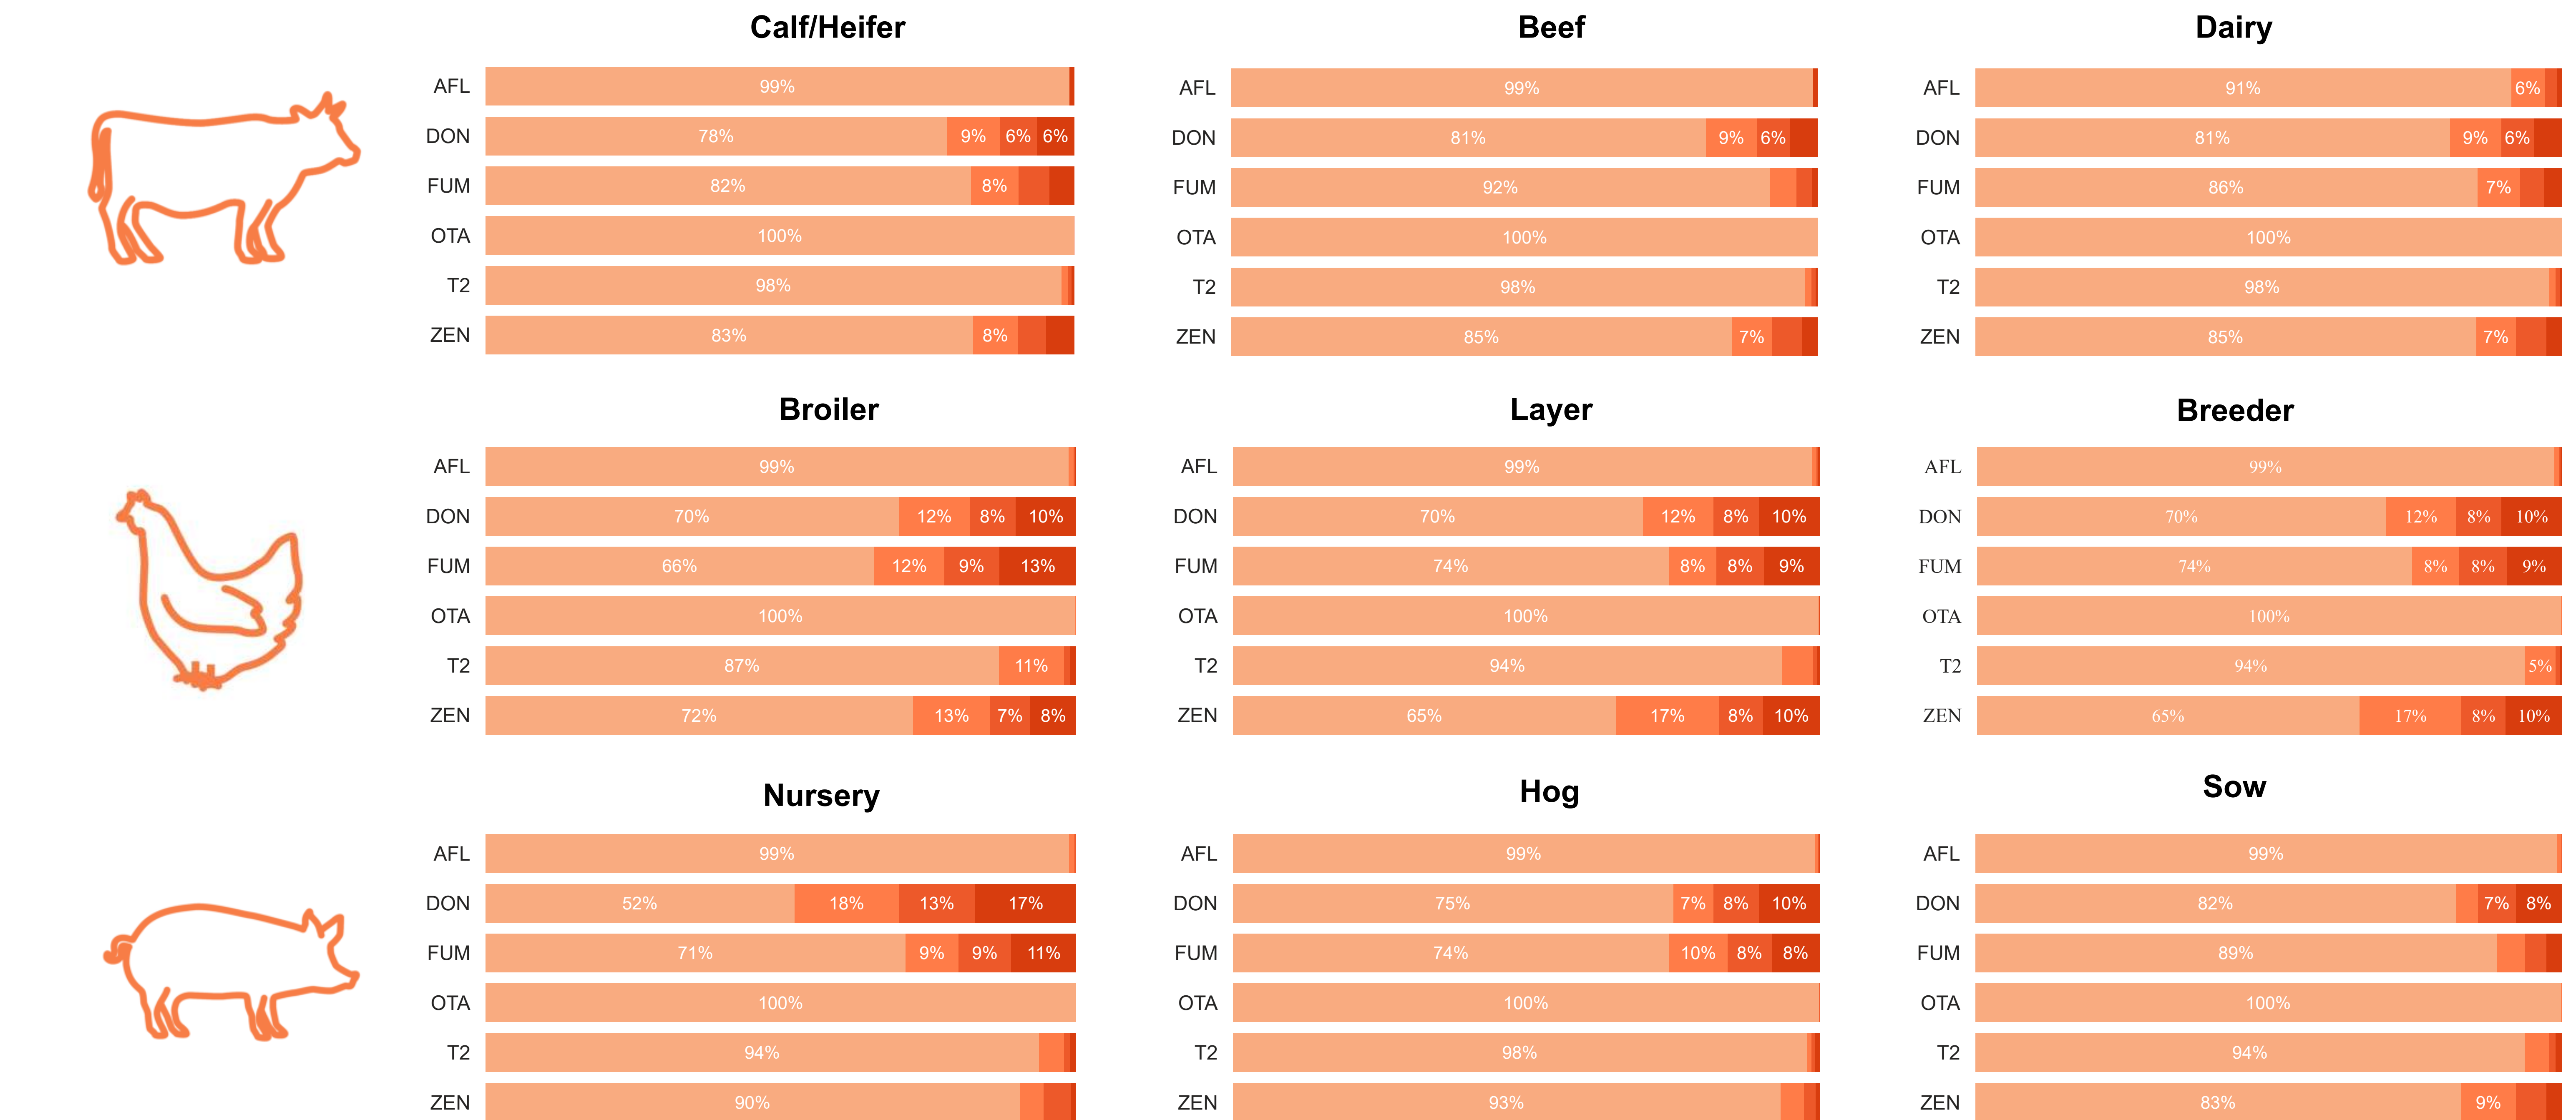 Calf/Heifer
AFL 99%
DON 78% 9% 6% 6%
FUM 82% 8%
OTA 100%
T2 98%
ZEN 83% 8%
Beef
AFL 99%
DON 81% 9% 6%
FUM 92%
OTA 100%
T2 98%
ZEN 85% 7%
Dairy
AFL 91% 6%
DON 81% 9% 6%
FUM 86% 7%
OTA 100%
T2 98%
ZEN 85% 7%
Broiler
AFL 99%
DON 70% 12% 8% 10%
FUM 66% 12% 9% 13%
OTA 100%
T2 87% 11%
ZEN 72% 13% 7% 8%
Layer
AFL 99%
DON 70% 12% 8% 10%
FUM 74% 8% 8% 9%
OTA 100%
T2 94%
ZEN 65% 17% 8% 10%
Breeder
AFL 99%
DON 70% 12% 8% 10%
FUM 74% 8% 8% 9%
OTA 100%
T2 94% 5%
ZEN 65% 17% 8% 10%
Nursery
AFL 99%
DON 52% 18% 13% 17%
FUM 71% 9% 9% 11%
OTA 100%
T2 94%
ZEN 90%
Hog
AFL 99%
DON 75% 7% 8% 10%
FUM 74% 10% 8% 8%
OTA 100%
T2 98%
ZEN 93%
Sow
AFL 99%
DON 82% 7% 8%
FUM 89%
OTA 100%
T2 94%
ZEN 83% 9%